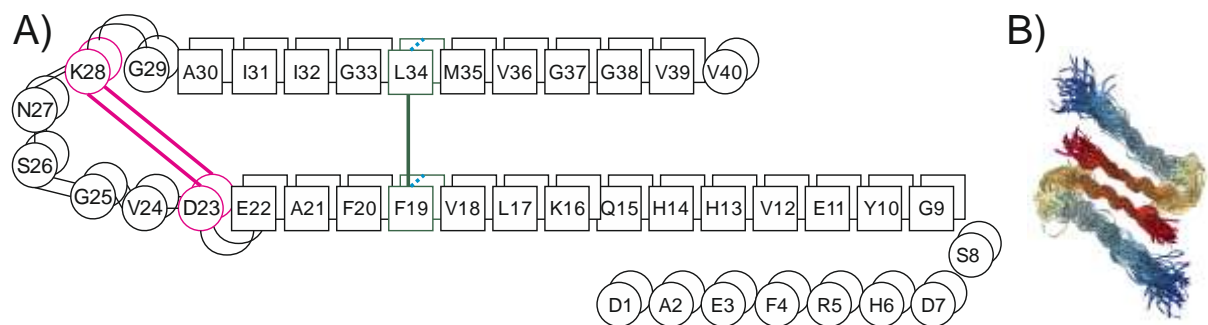 A)
B)
K28 G29 A30 I31 I32 G33 L34 M35 V36 G37 G38 V39 V40
N27
S26
G25 V24 D23 E22 A21 F20 F19 V18 L17 K16 Q15 H14 H13 V12 E11 Y10 G9
S8
D1 A2 E3 F4 R5 H6 D7